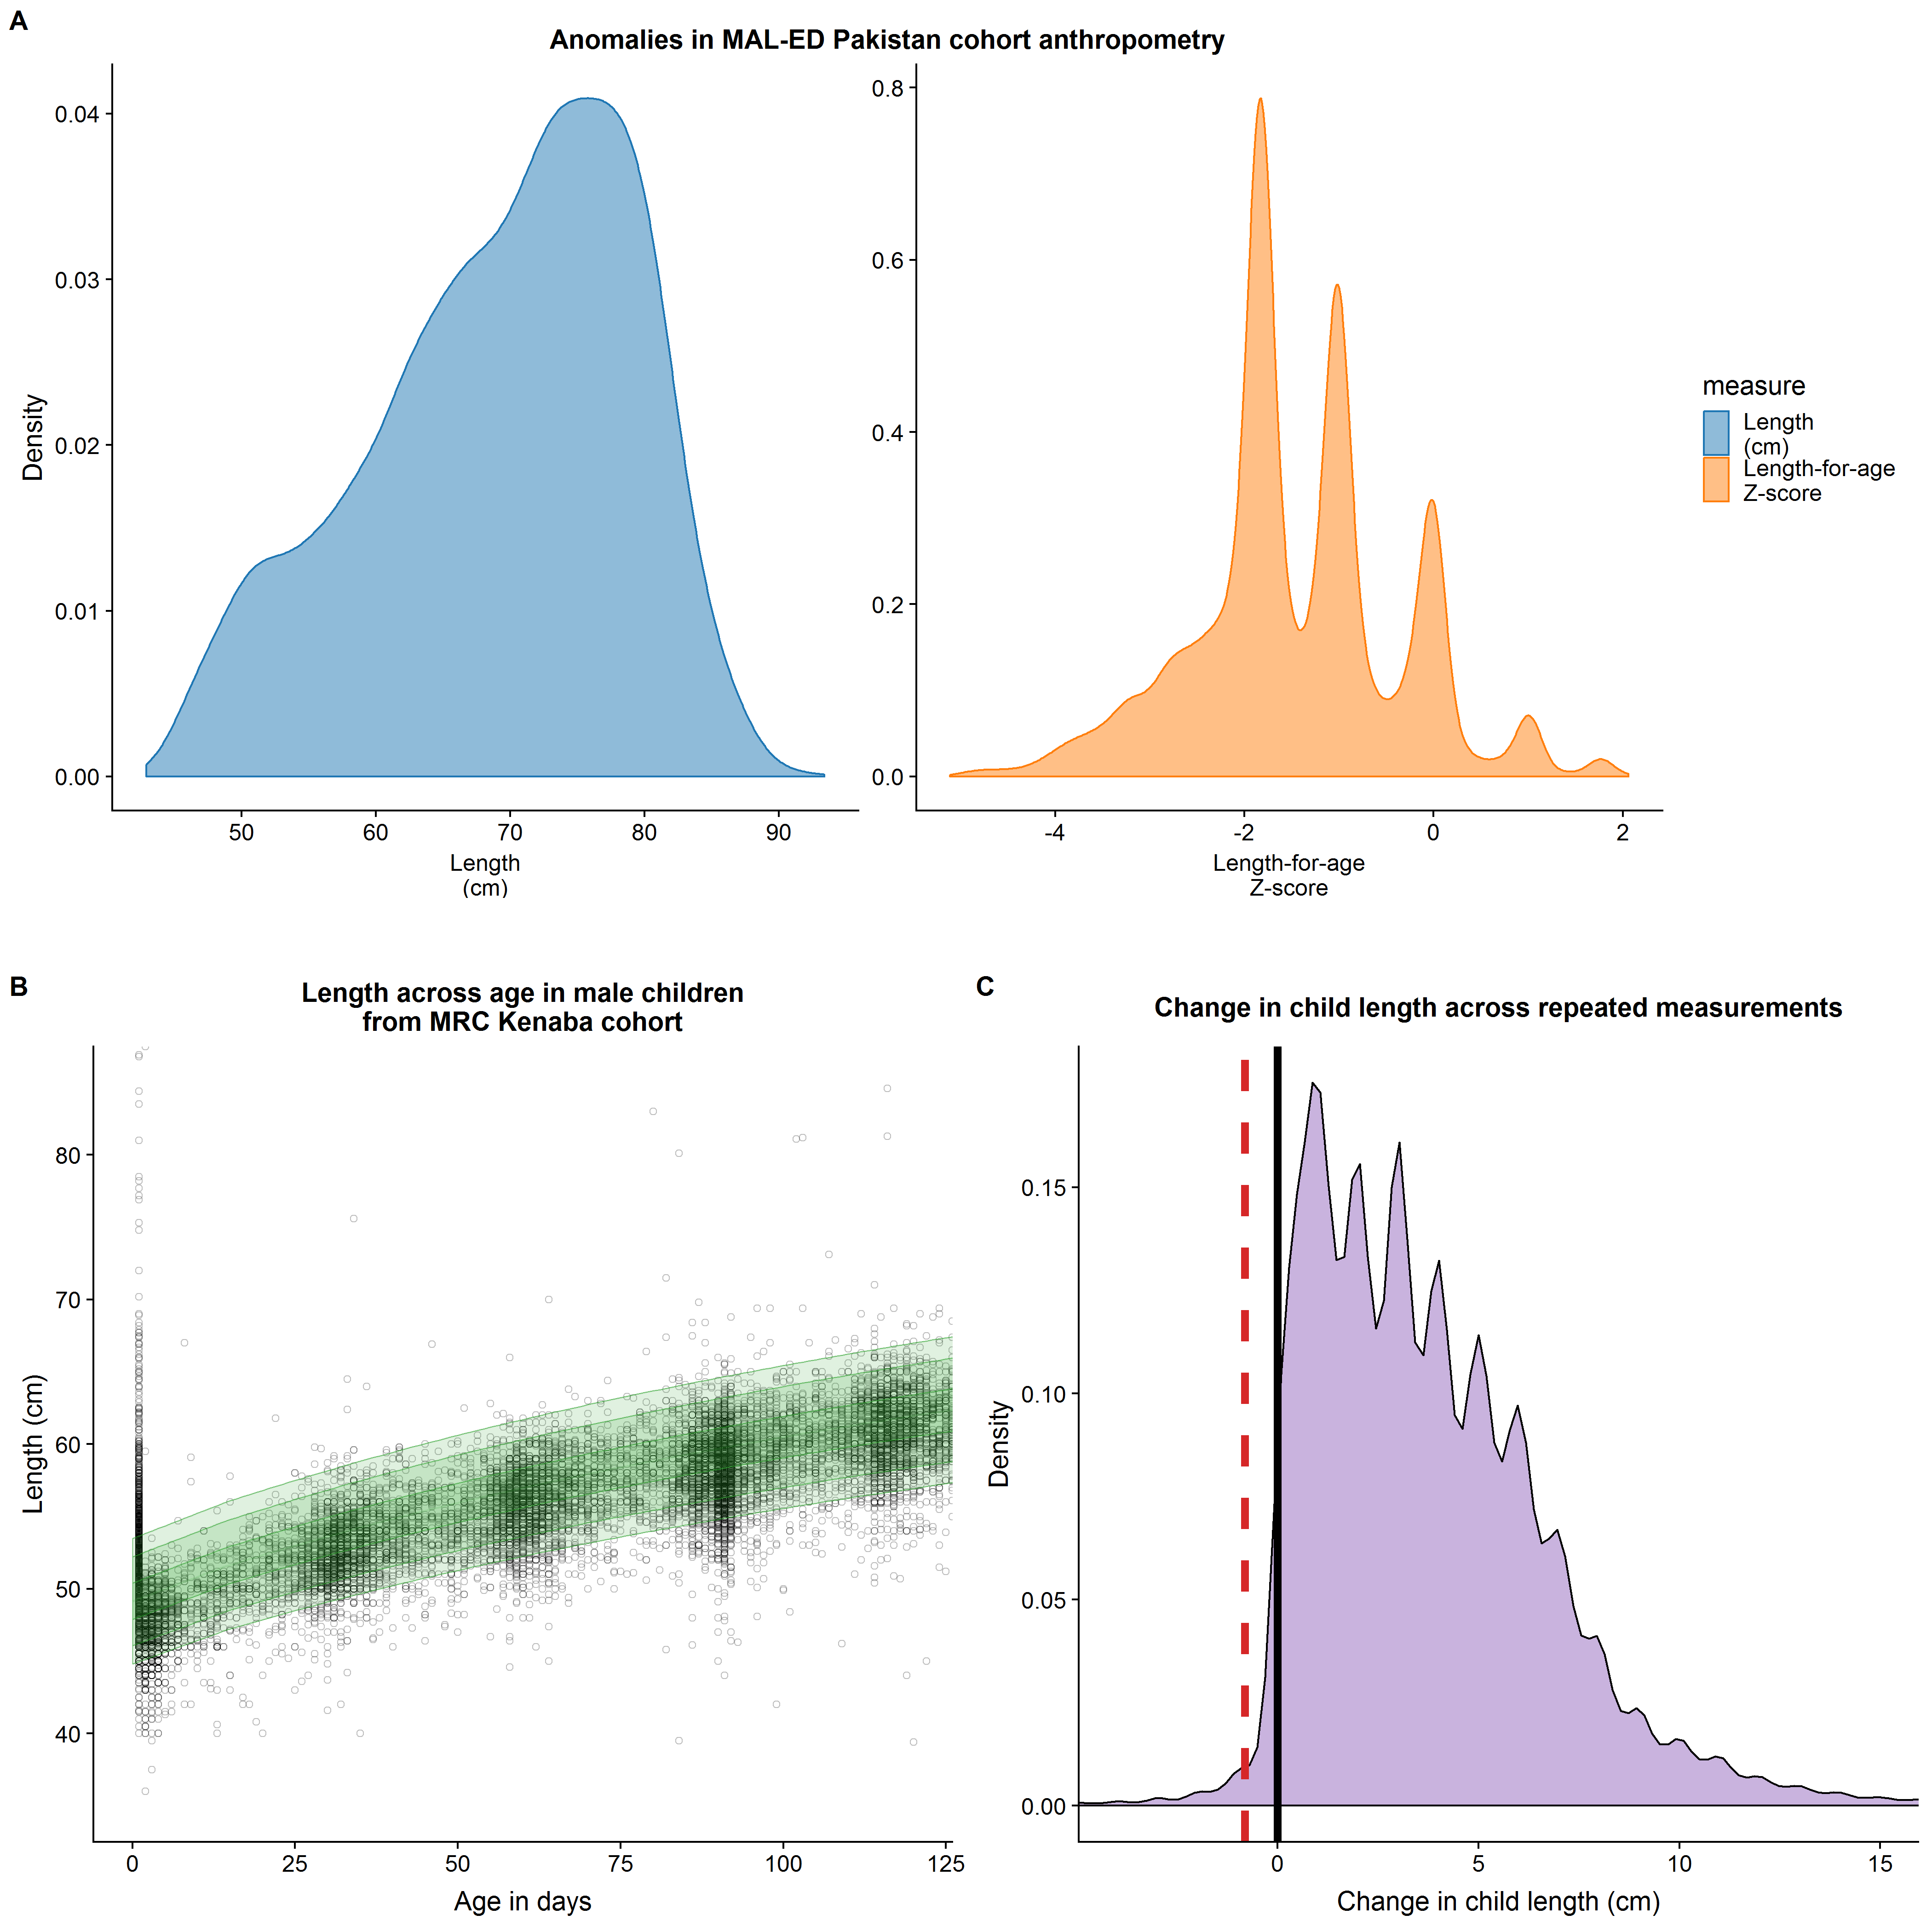 A
Anomalies in MAL-ED Pakistan cohort anthropometry
Density
0.04
0.03
0.02
0.01
0.00
50 60 70 80 90
Length
(cm)
0.8
0.6
0.4
0.2
0.0
-4 -2 0 2
Length-for-age
Z-score
measure
Length
(cm)
Length-for-age
Z-score
B
Length across age in male children
from MRC Kenaba cohort
Length (cm)
80
70
60
50
40
0 25 50 75 100 125
Age in days
C
Change in child length across repeated measurements
Density
0.15
0.10
0.05
0.00
0 5 10 15
Change in child length (cm)